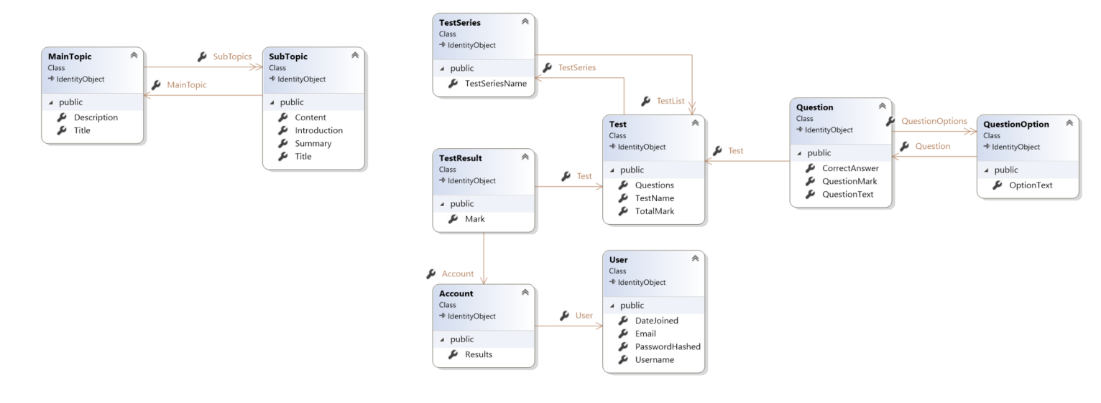 MainTopic
Class
IdentityObject
public
Description
Title
SubTopics
MainTopic
SubTopic
Class
IdentityObject
public
Content
Introduction
Summary
Title
TestSeries
Class
IdentityObject
public
TestSeriesName
TestSeries
TestList
Test
Class
IdentityObject
public
Questions
TestName
TotalMark
TestResult
Class
IdentityObject
public
Mark
Test
Account
Account
Class
IdentityObject
public
Results
User
User
Class
IdentityObject
public
DateJoined
Email
PasswordHashed
Username
Test
Question
Class
IdentityObject
public
CorrectAnswer
QuestionMark
QuestionText
QuestionOptions
Question
QuestionOption
Class
IdentityObject
public
OptionText